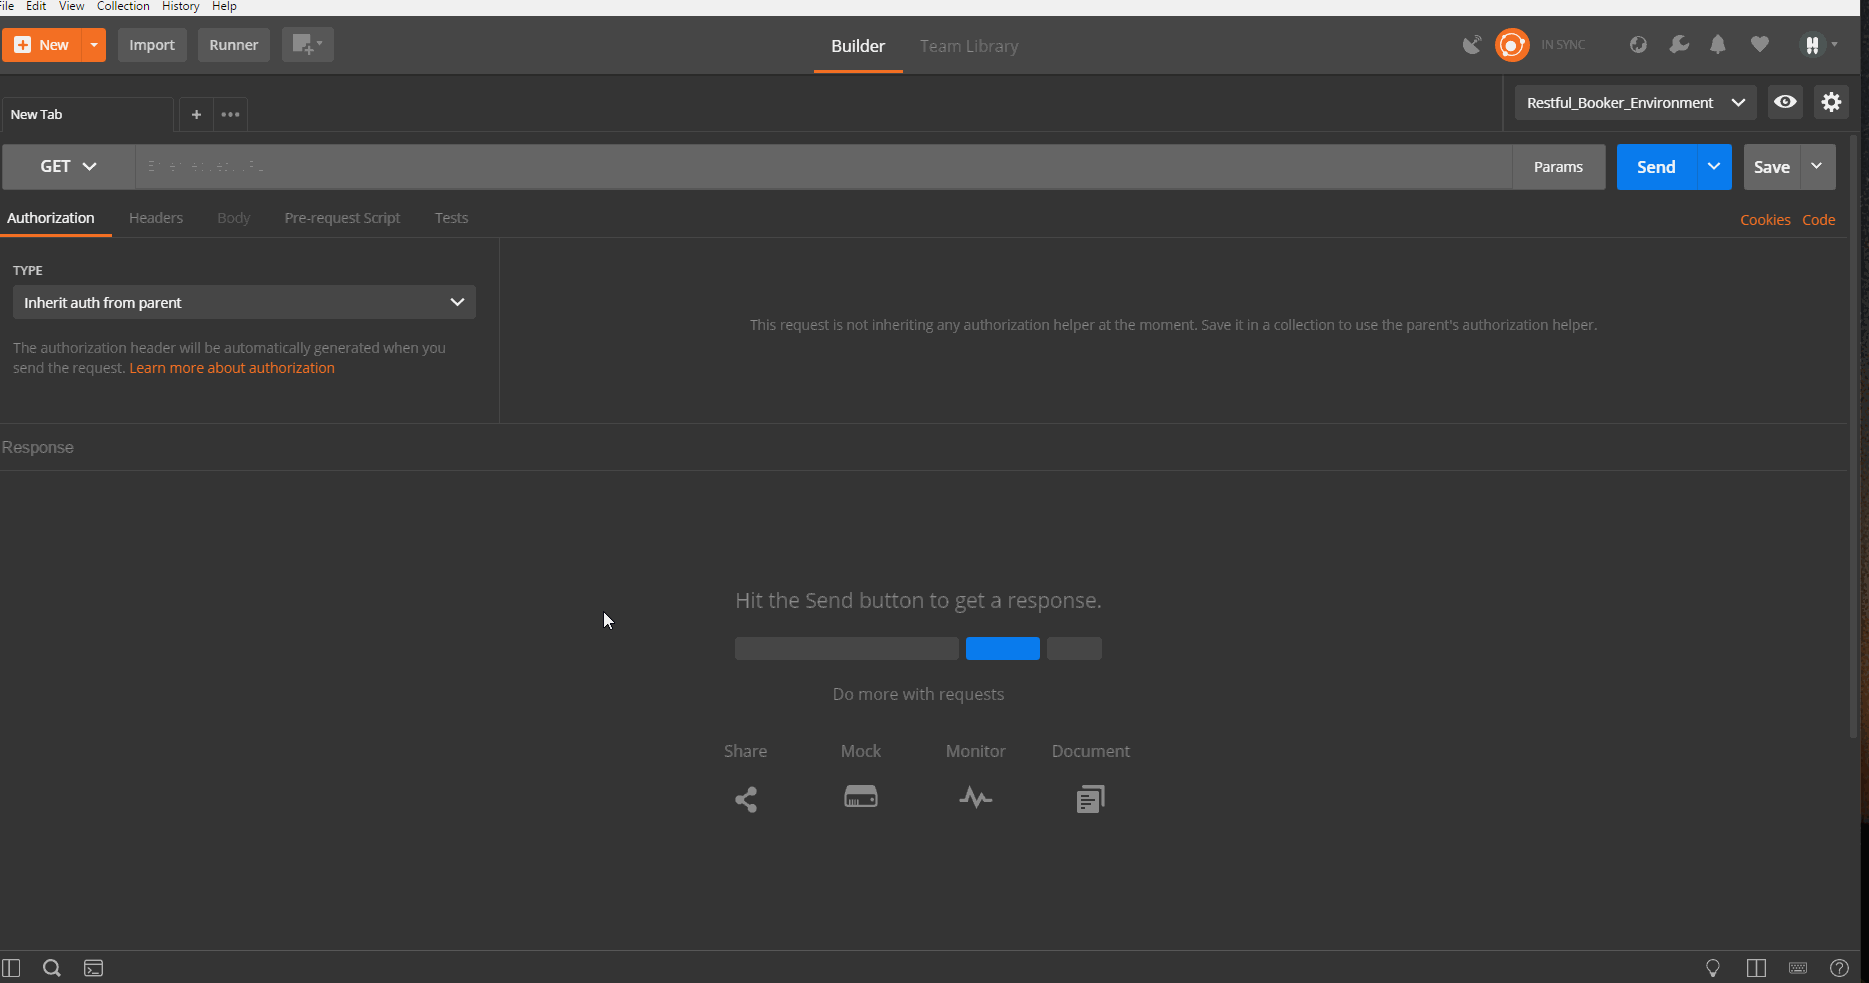 ile Edit View Collection History Help
New Import Runner Builder Team Library IN SYNC
New Tab + ••• Restful_Booker_Environment
GET Params Send Save
Authorization Headers Body Pre-request Script Tests Cookies Code
TYPE
Inherit auth from parent
This request is not inheriting any authorization helper at the moment. Save it in a collection to use the parent's authorization helper.
The authorization header will be automatically generated when you
send the request. Learn more about authorization
Response
Hit the Send button to get a response.
Do more with requests
Share Mock Monitor Document